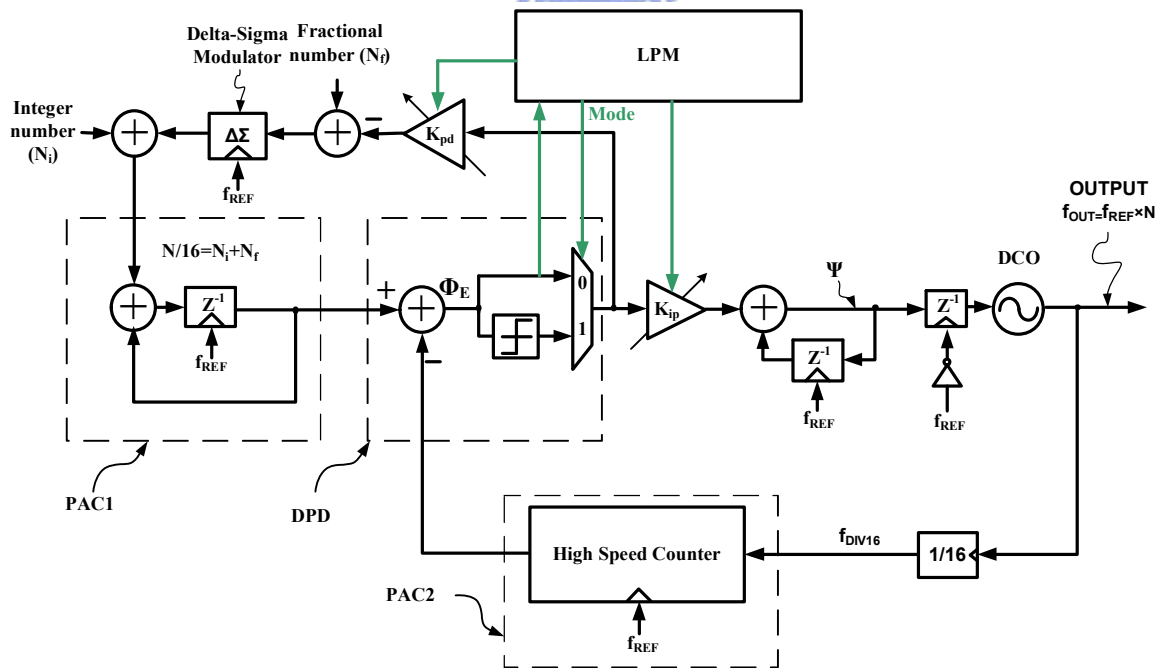 Delta-Sigma
Modulator
Fractional
number (Nf)
LPM
Mode
Integer
number
(Ni)
ΔΣ
fREF
Kpd
N/16=Ni+Nf
Z-1
fREF
PAC1
+
ΦE
0
1
DPD
Kip
Ψ
Z-1
fREF
Z-1
fREF
DCO
OUTPUT
fOUT=fREF×N
High Speed Counter
fREF
PAC2
fDIV16
1/16